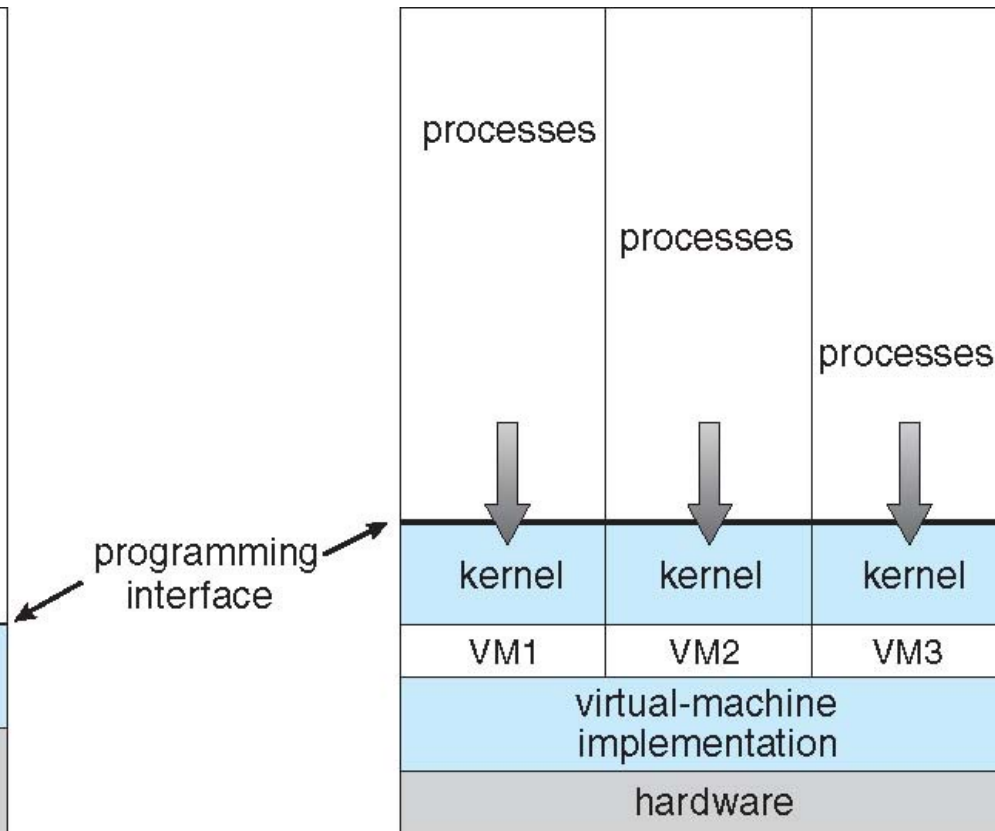 processes
processes
processes
programming
interface
kernel
kernel
kernel
VM1
VM2
VM3
virtual-machine
implementation
hardware